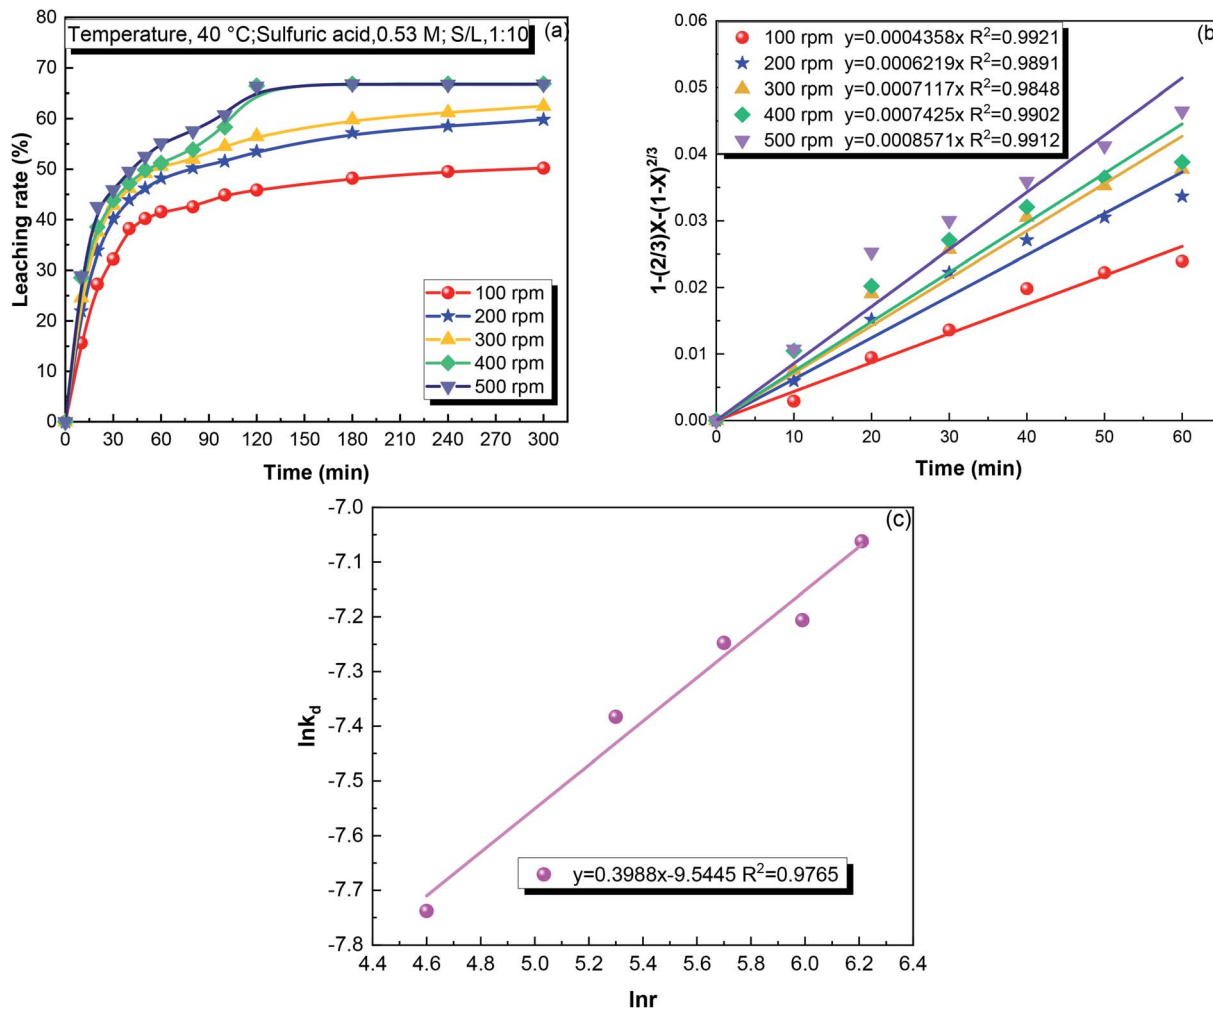 Temperature, 40 °C;Sulfuric acid,0.53 M; S/L,1:10
(a)
Leaching rate (%)
80
70
60
50
40
30
20
10
0
100 rpm
200 rpm
300 rpm
400 rpm
500 rpm
0 30 60 90 120 150 180 210 240 270 300
Time (min)
(b)
100 rpm y=0.0004358x R²=0.9921
200 rpm y=0.0006219x R²=0.9891
300 rpm y=0.0007117x R²=0.9848
400 rpm y=0.0007425x R²=0.9902
500 rpm y=0.0008571x R²=0.9912
1-(2/3)X-(1-X)^2/3
0.06
0.05
0.04
0.03
0.02
0.01
0.00
0 10 20 30 40 50 60
Time (min)
(c)
lnk_d
-7.0
-7.1
-7.2
-7.3
-7.4
-7.5
-7.6
-7.7
-7.8
y=0.3988x-9.5445 R²=0.9765
4.4 4.6 4.8 5.0 5.2 5.4 5.6 5.8 6.0 6.2 6.4
lnr